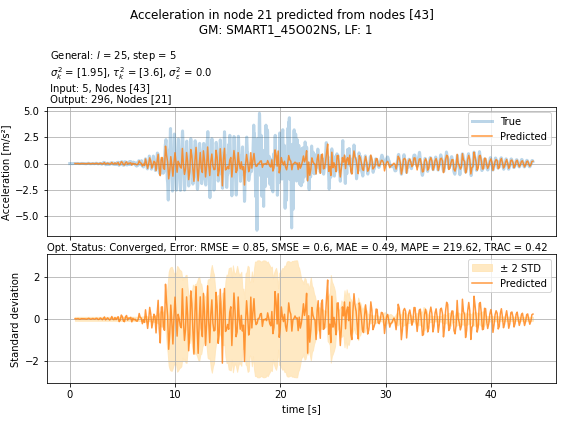 Acceleration in node 21 predicted from nodes [43]
GM: SMART1_45O02NS, LF: 1
General: l = 25, step = 5
σ²ₖ = [1.95], τ²ₖ = [3.6], σ²ₜ = 0.0
Input: 5, Nodes [43]
Output: 296, Nodes [21]
Acceleration [m/s²]
5.0
2.5
0.0
−2.5
−5.0
True
Predicted
Opt. Status: Converged, Error: RMSE = 0.85, SMSE = 0.6, MAE = 0.49, MAPE = 219.62, TRAC = 0.42
Standard deviation
2
0
−2
± 2 STD
Predicted
0
10
20
30
40
time [s]